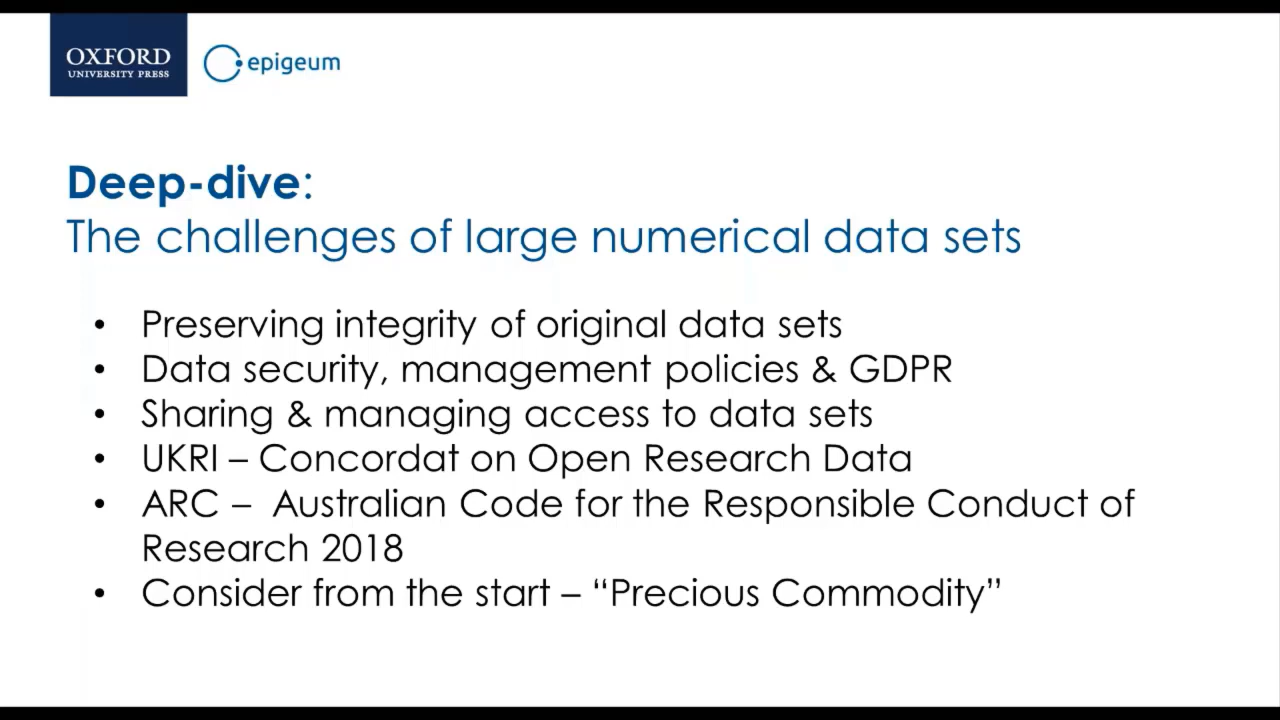 OXFORD
UNIVERSITY PRESS
epigeum
Deep-dive:
The challenges of large numerical data sets
• Preserving integrity of original data sets
• Data security, management policies & GDPR
• Sharing & managing access to data sets
• UKRI – Concordat on Open Research Data
• ARC –  Australian Code for the Responsible Conduct of
Research 2018
• Consider from the start – “Precious Commodity”